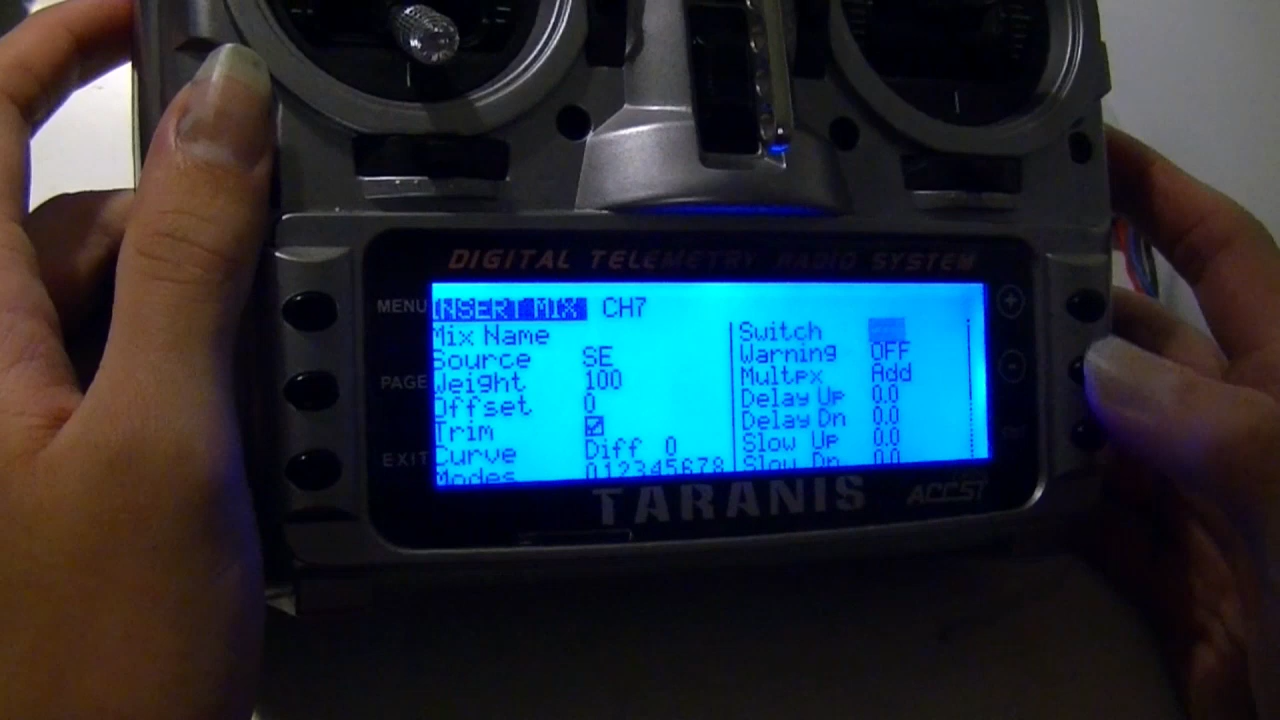 DIGITAL TELEMETRY RADIO SYSTEM
MENU
PAGE
EXIT
INSERT MIX CH7
Mix Name
Source SE
Weight 100
Offset 0
Trim
Curve Diff 0
Modes 012345678
Switch ---
Warning OFF
Multpx Add
Delay Up 0.0
Delay Dn 0.0
Slow Up 0.0
Slow Dn 0.0
+
-
TARANIS
ACCST